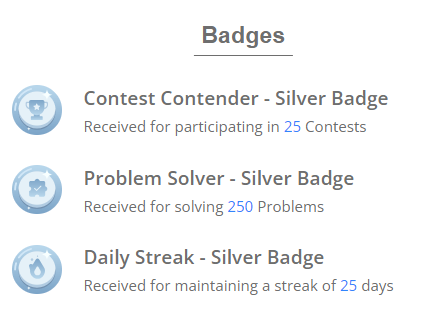 Badges
Contest Contender - Silver Badge
Received for participating in 25 Contests
Problem Solver - Silver Badge
Received for solving 250 Problems
Daily Streak - Silver Badge
Received for maintaining a streak of 25 days